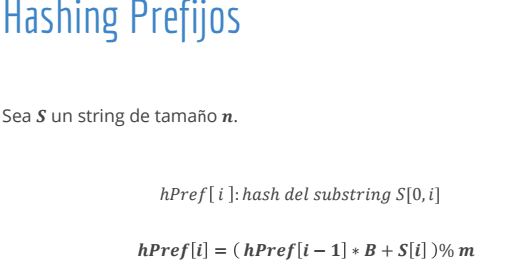 Hashing Prefijos
Sea S un string de tamaño n.
hPref[ i ]: hash del substring S[0, i]
hPref[i] = ( hPref[i − 1] ∗ B + S[i] )% m